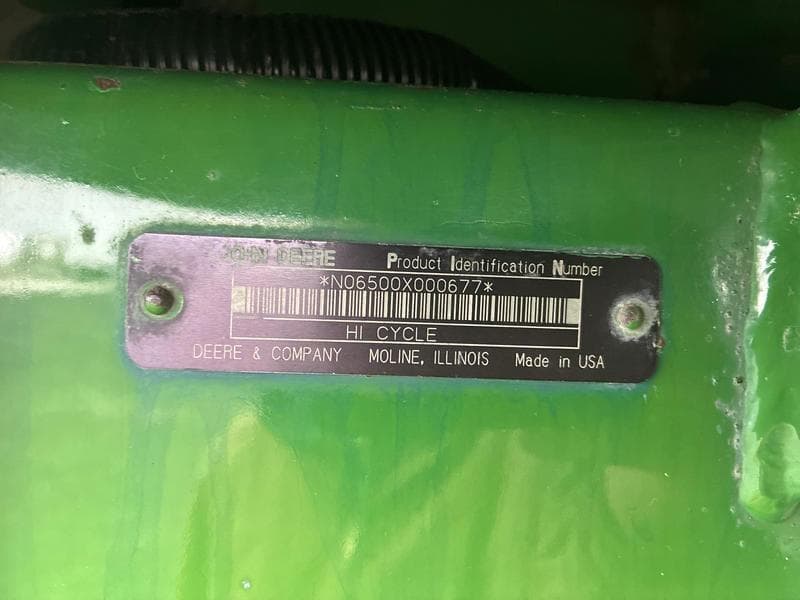 JOHN DEERE Product Identification Number
*N06500X000677*
HI CYCLE
DEERE & COMPANY MOLINE, ILLINOIS Made in USA